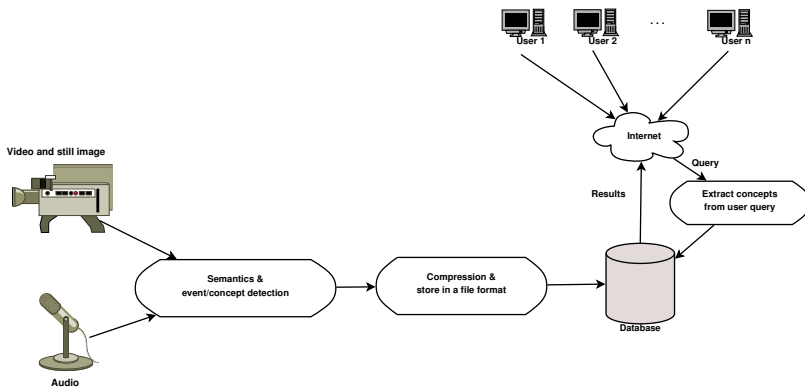 User 1
User 2
...
User n
Internet
Video and still image
Query
Results
Extract concepts
from user query
Semantics &
event/concept detection
Compression &
store in a file format
Database
Audio